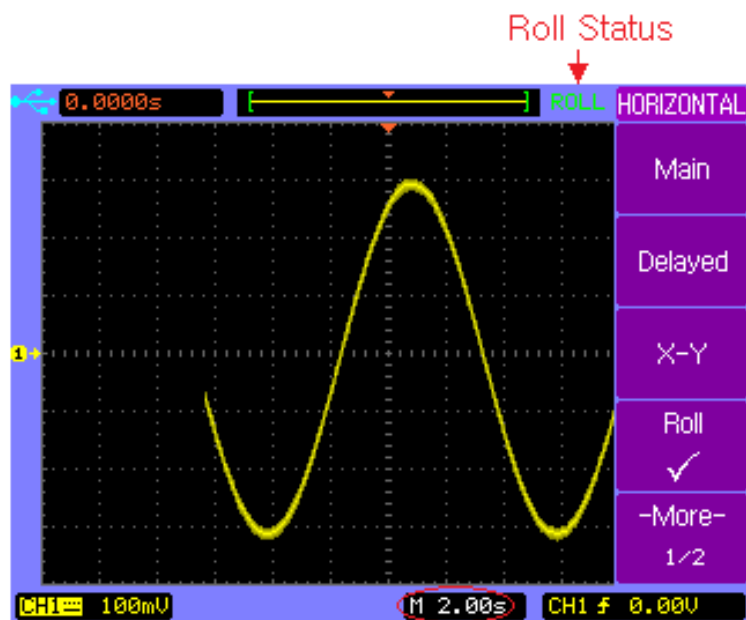 Roll Status
0.0000s
ROLL
HORIZONTAL
Main
Delayed
X-Y
Roll
-More-
1/2
1
CH1 100mV
M 2.00s
CH1 0.00V